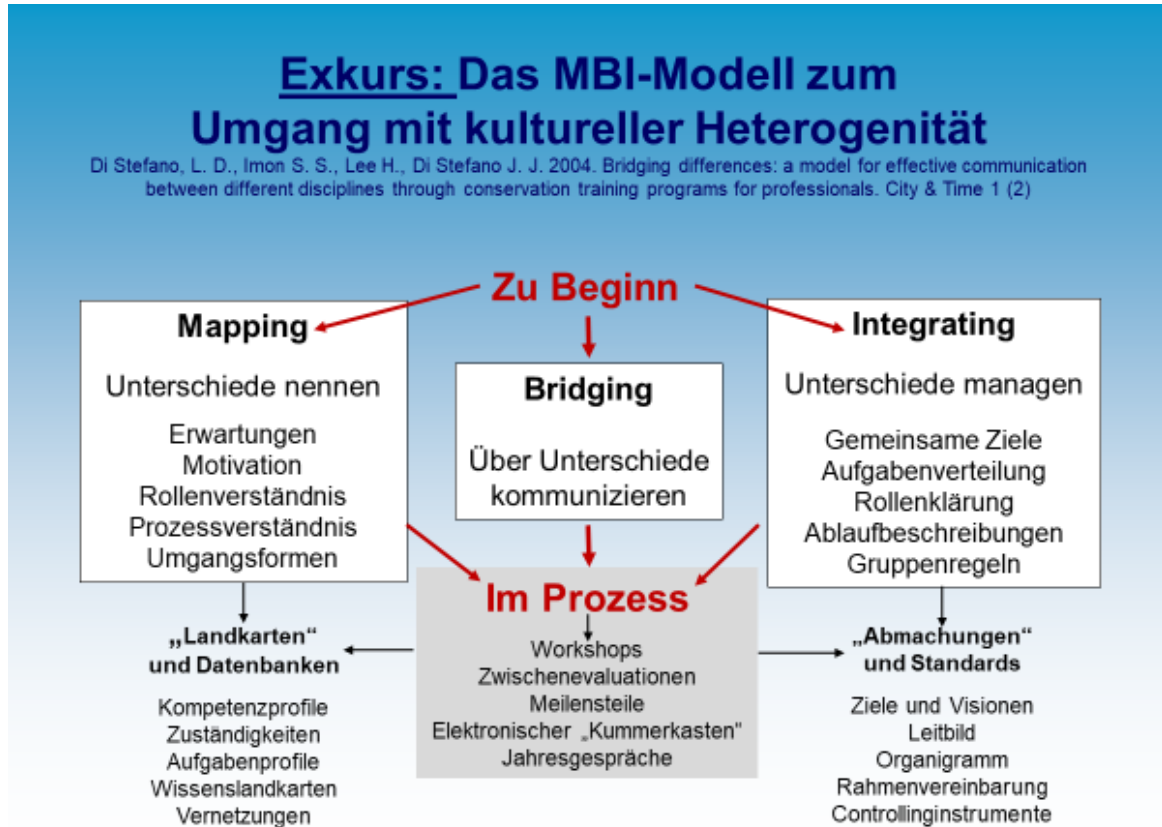 Exkurs: Das MBI-Modell zum
Umgang mit kultureller Heterogenität
Di Stefano, L. D., Imon S. S., Lee H., Di Stefano J. J. 2004. Bridging differences: a model for effective communication
between different disciplines through conservation training programs for professionals. City & Time 1 (2)
Zu Beginn
Mapping
Unterschiede nennen
Erwartungen
Motivation
Rollenverständnis
Prozessverständnis
Umgangsformen
Bridging
Über Unterschiede
kommunizieren
Integrating
Unterschiede managen
Gemeinsame Ziele
Aufgabenverteilung
Rollenklärung
Ablaufbeschreibungen
Gruppenregeln
Im Prozess
Workshops
Zwischenevaluationen
Meilensteile
Elektronischer „Kummerkasten“
Jahresgespräche
„Landkarten“
und Datenbanken
Kompetenzprofile
Zuständigkeiten
Aufgabenprofile
Wissenslandkarten
Vernetzungen
„Abmachungen“
und Standards
Ziele und Visionen
Leitbild
Organigramm
Rahmenvereinbarung
Controllinginstrumente